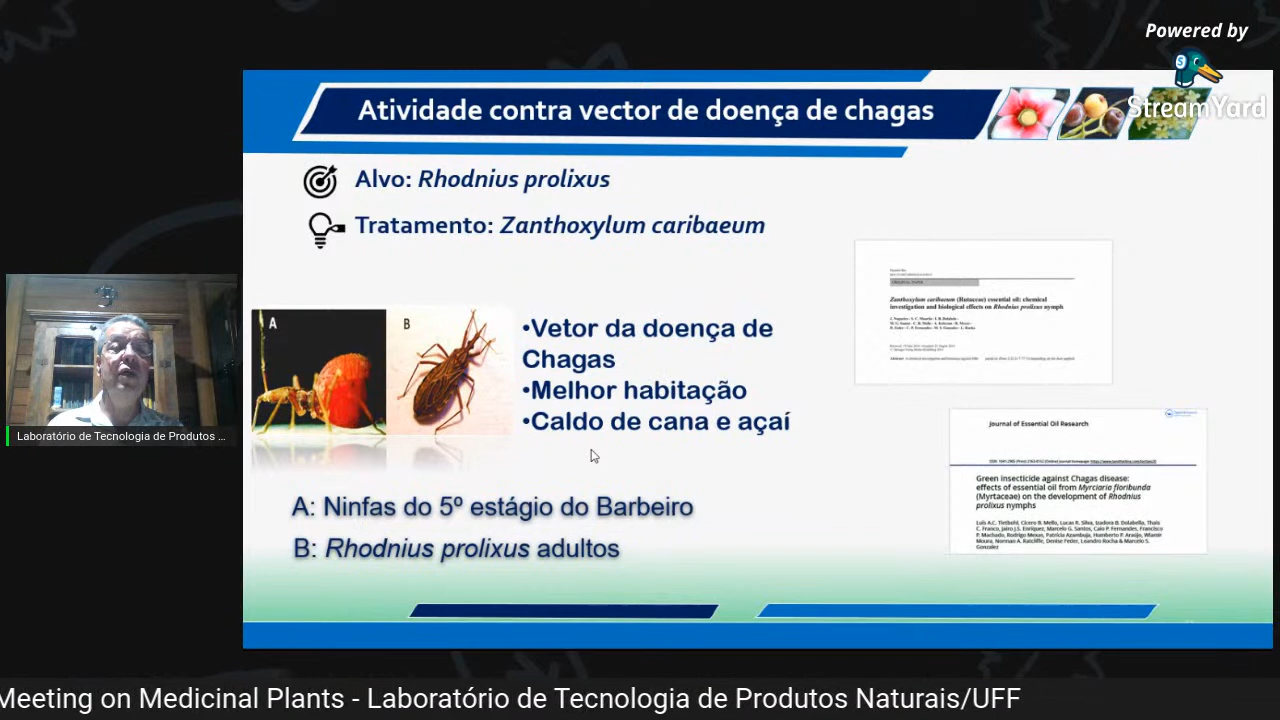 Powered by
StreamYard
Atividade contra vector de doença de chagas
Alvo: Rhodnius prolixus
Tratamento: Zanthoxylum caribaeum
A
B
•Vetor da doença de
Chagas
•Melhor habitação
•Caldo de cana e açaí
A: Ninfas do 5º estágio do Barbeiro
B: Rhodnius prolixus adultos
Zanthoxylum caribaeum (Rutaceae) essential oil: chemical
investigation and biological effects on Rhodnius prolixus nymph
Journal of Essential Oil Research
Green insecticide against Chagas disease:
effects of essential oil from Myrciaria floribunda
(Myrtaceae) on the development of Rhodnius
prolixus nymphs
Laboratório de Tecnologia de Produtos ...
Meeting on Medicinal Plants - Laboratório de Tecnologia de Produtos Naturais/UFF